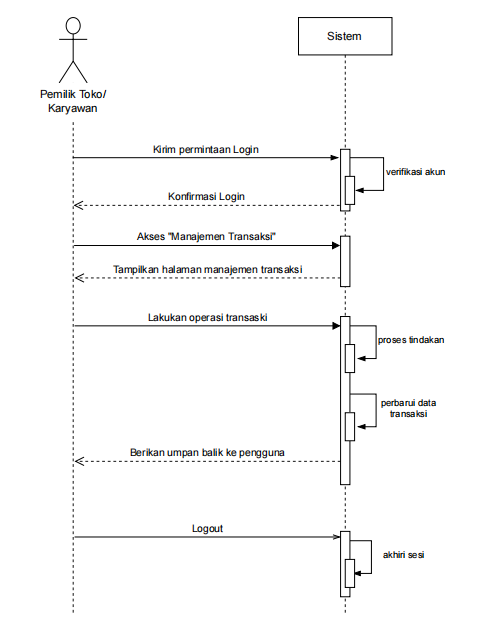 Sistem
Pemilik Toko/
Karyawan
Kirim permintaan Login
verifikasi akun
Konfirmasi Login
Akses "Manajemen Transaksi"
Tampilkan halaman manajemen transaksi
Lakukan operasi transaski
proses tindakan
perbarui data
transaksi
Berikan umpan balik ke pengguna
Logout
akhiri sesi